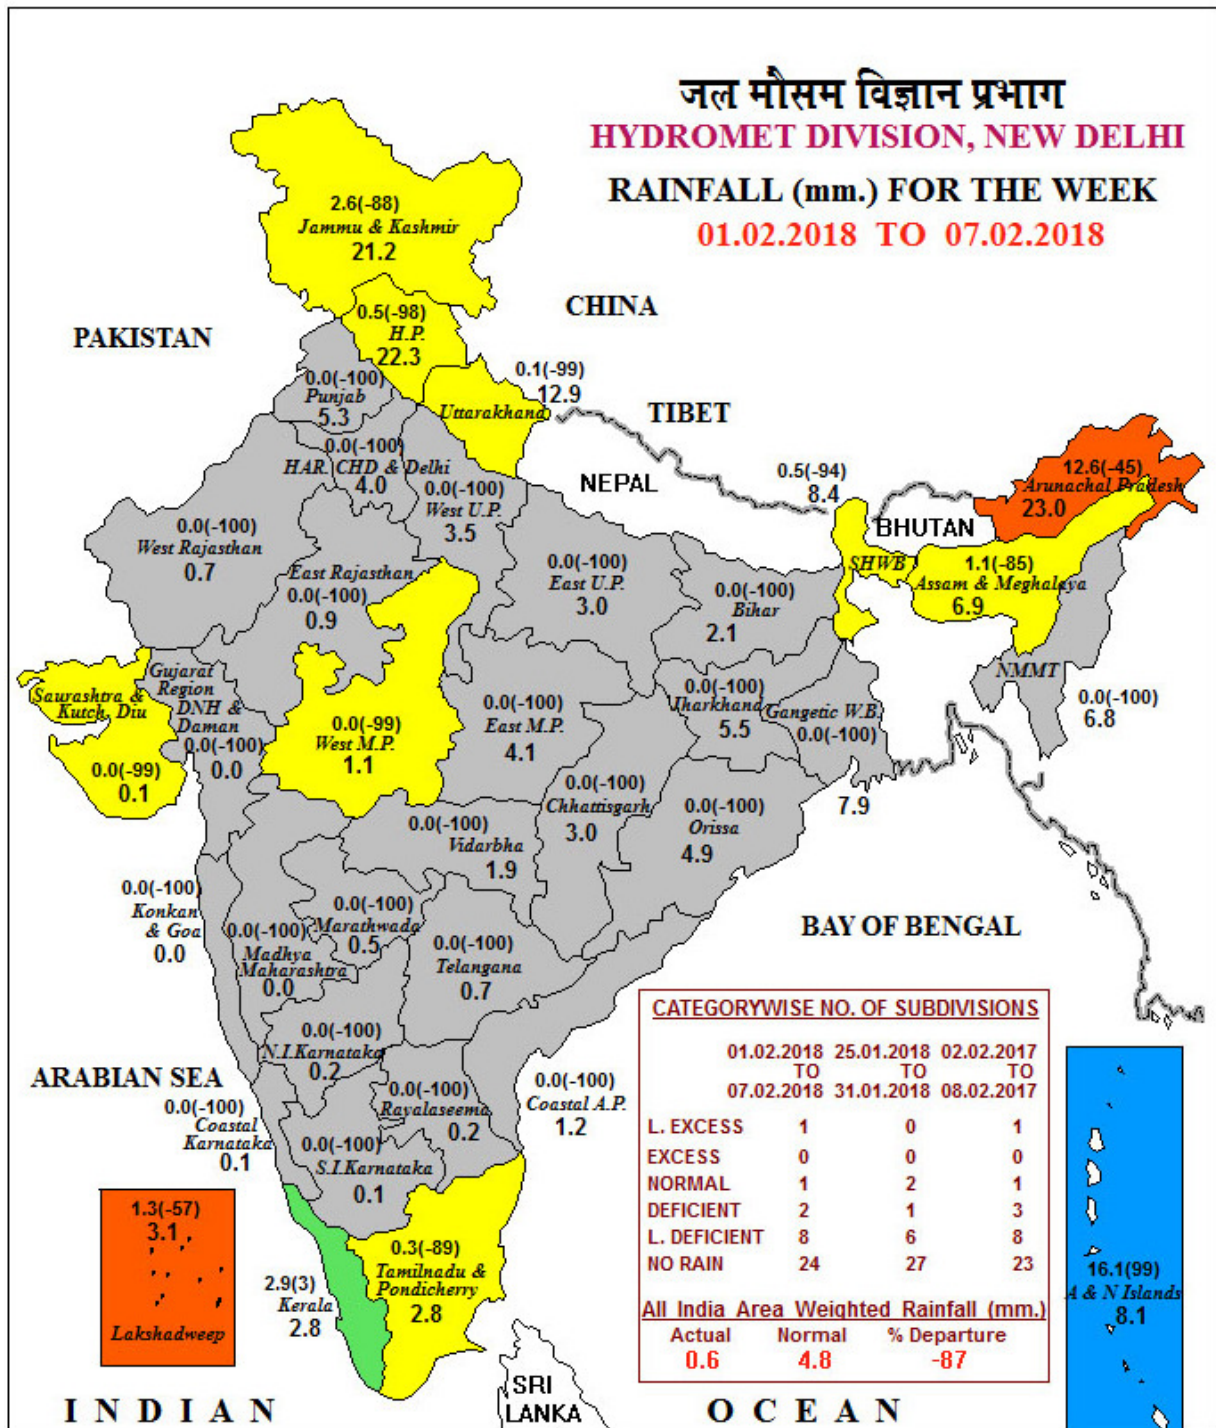 जल मौसम विज्ञान प्रभाग
HYDROMET DIVISION, NEW DELHI
RAINFALL (mm.) FOR THE WEEK
01.02.2018 TO 07.02.2018
2.6(-88)
Jammu & Kashmir
21.2
CHINA
PAKISTAN
0.5(-98)
H.P.
22.3
0.1(-99)
12.9
Uttarakhand
TIBET
0.0(-100)
Punjab
5.3
0.0(-100)
HAR. CHD & Delhi
4.0
NEPAL
0.5(-94)
8.4
SHWB
BHUTAN
12.6(-45)
Arunachal Pradesh
23.0
0.0(-100)
West U.P.
3.5
0.0(-100)
West Rajasthan
0.7
East Rajasthan
0.0(-100)
0.9
0.0(-100)
East U.P.
3.0
0.0(-100)
Bihar
2.1
1.1(-85)
Assam & Meghalaya
6.9
NMMT
0.0(-100)
6.8
Saurashtra &
Kutch, Diu
0.0(-99)
0.1
Gujarat
Region
DNH &
Daman
0.0(-100)
0.0
0.0(-99)
West M.P.
1.1
0.0(-100)
East M.P.
4.1
0.0(-100)
Jharkhand
5.5
Gangetic W.B.
0.0(-100)
7.9
0.0(-100)
Chhattisgarh
3.0
0.0(-100)
Orissa
4.9
0.0(-100)
Vidarbha
1.9
0.0(-100)
Konkan
& Goa
0.0
0.0(-100)
Madhya
Maharashtra
0.0
0.0(-100)
Marathwada
0.5
0.0(-100)
Telangana
0.7
BAY OF BENGAL
0.0(-100)
N.I.Karnataka
0.2
ARABIAN SEA
0.0(-100)
Coastal
Karnataka
0.1
0.0(-100)
Rayalaseema
0.2
0.0(-100)
Coastal A.P.
1.2
0.0(-100)
S.I.Karnataka
0.1
1.3(-57)
3.1
Lakshadweep
2.9(3)
Kerala
2.8
0.3(-89)
Tamilnadu &
Pondicherry
2.8
CATEGORYWISE NO. OF SUBDIVISIONS
01.02.2018 25.01.2018 02.02.2017
TO TO TO
07.02.2018 31.01.2018 08.02.2017
L. EXCESS 1 0 1
EXCESS 0 0 0
NORMAL 1 2 1
DEFICIENT 2 1 3
L. DEFICIENT 8 6 8
NO RAIN 24 27 23
All India Area Weighted Rainfall (mm.)
Actual Normal % Departure
0.6 4.8 -87
16.1(99)
A & N Islands
8.1
SRI
LANKA
INDIAN OCEAN